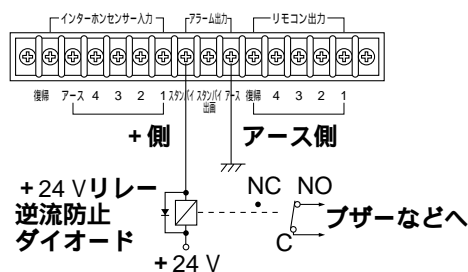 インターホンセンサー入力 アラーム出力 リモコン出力
復帰 アース 4 3 2 1 スタンバイ スタンバイ出画 アース 復帰 4 3 2 1
+側 アース側
+24 Vリレー
逆流防止
ダイオード
NC NO
ブザーなどへ
C
+24 V